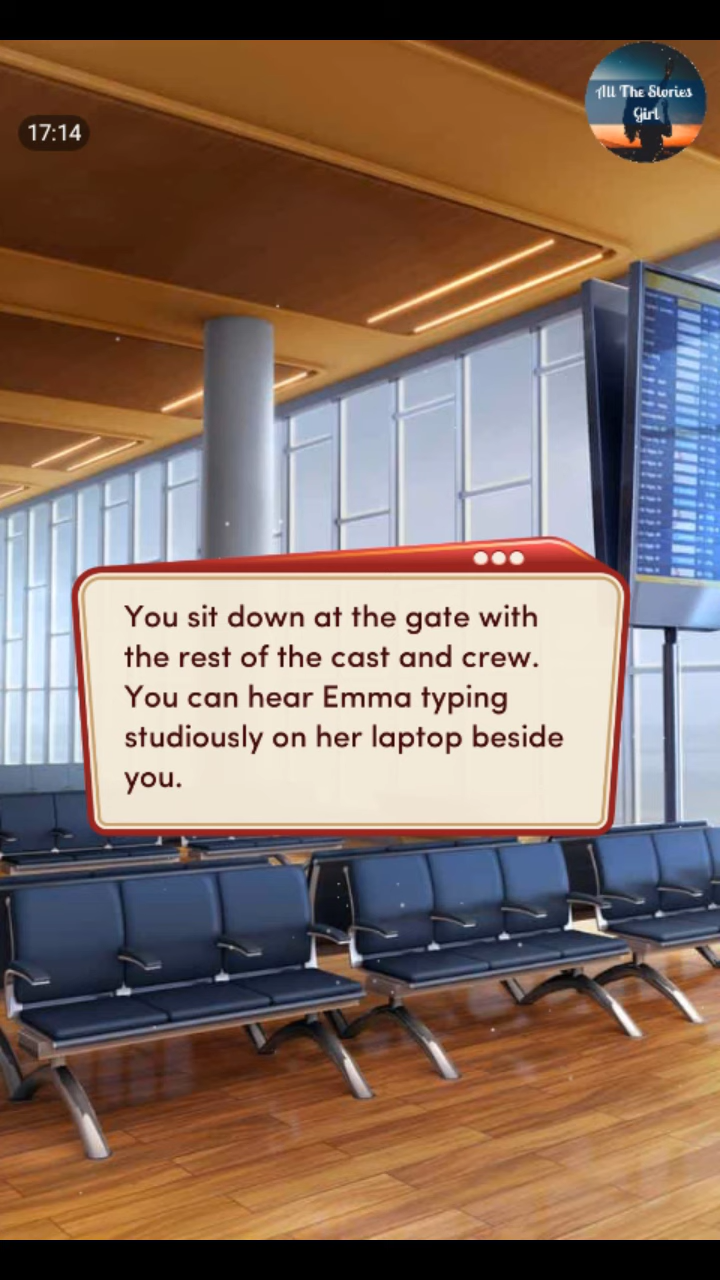 All The Stories
Girl
17:14
You sit down at the gate with
the rest of the cast and crew.
You can hear Emma typing
studiously on her laptop beside
you.